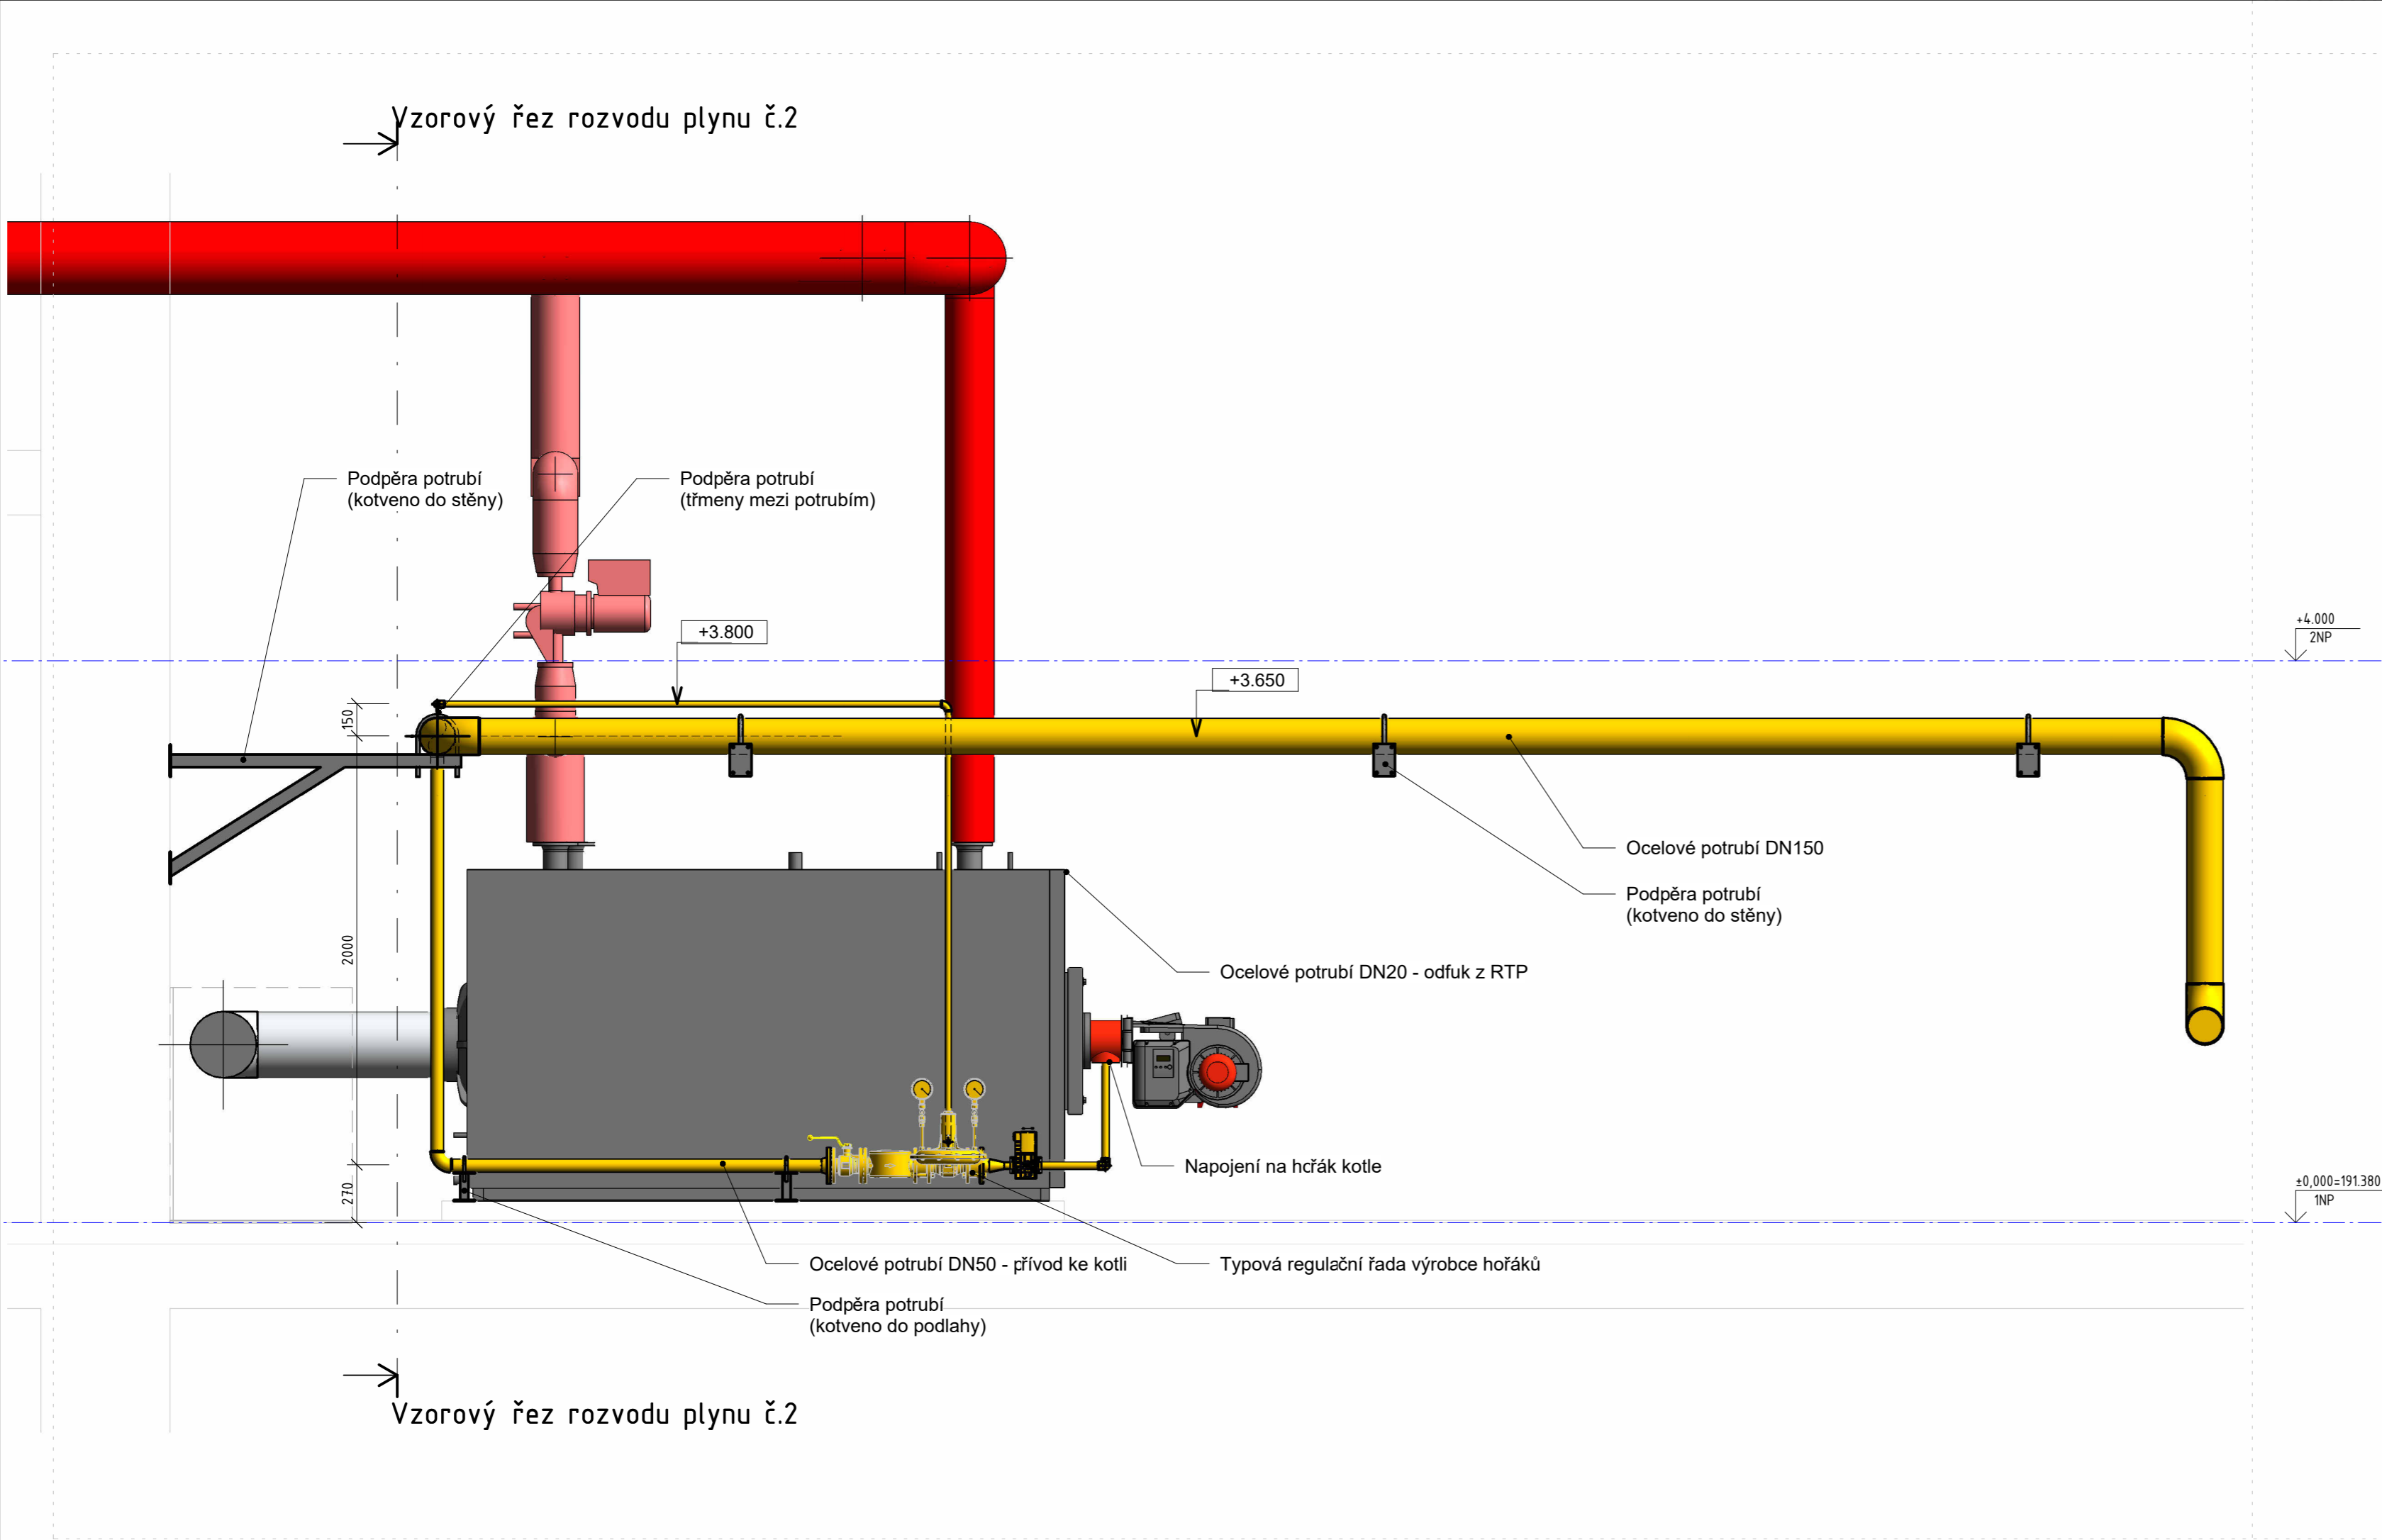 Vzorový řez rozvodu plynu č.2
Podpěra potrubí
(kotveno do stěny)
Podpěra potrubí
(třmeny mezi potrubím)
+3.800
+4.000
2NP
+3.650
150
Ocelové potrubí DN150
Podpěra potrubí
(kotveno do stěny)
2000
Ocelové potrubí DN20 - odfuk z RTP
Napojení na hořák kotle
270
±0,000=191.380
1NP
Ocelové potrubí DN50 - přívod ke kotli
Typová regulační řada výrobce hořáků
Podpěra potrubí
(kotveno do podlahy)
Vzorový řez rozvodu plynu č.2